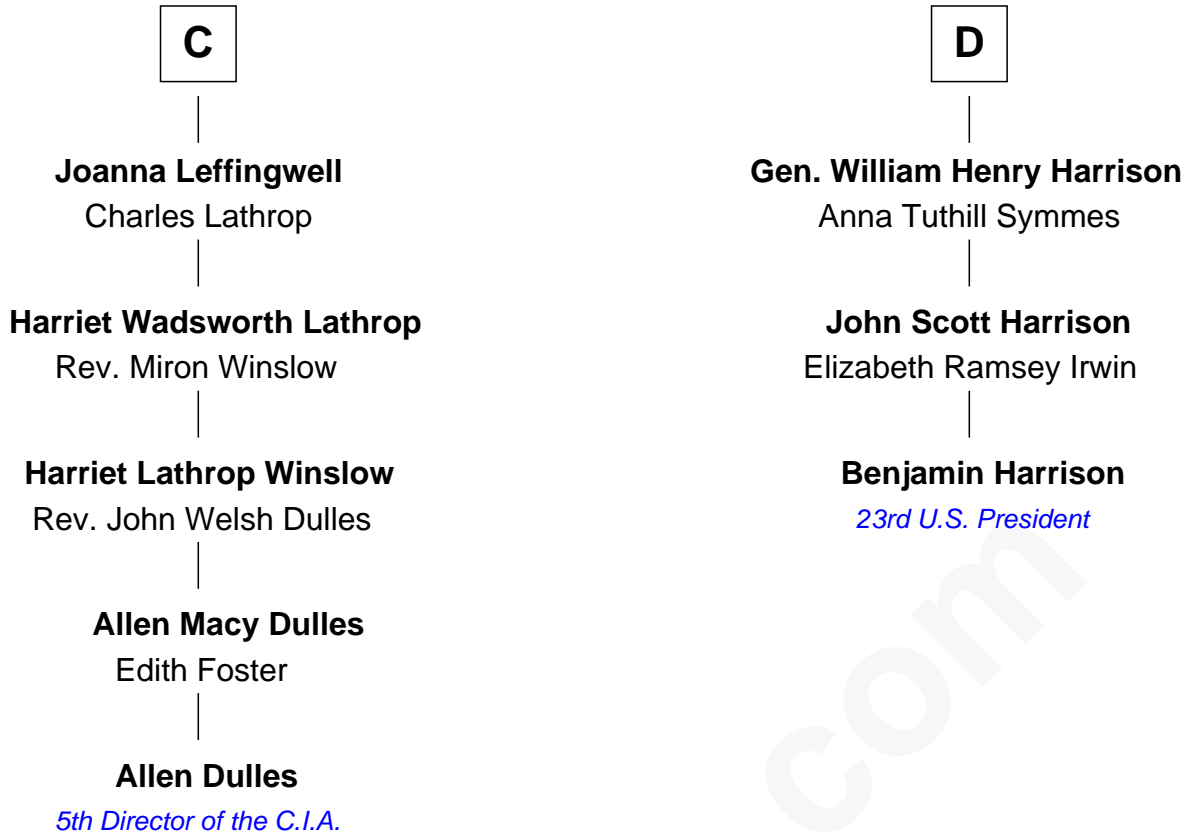 C
Joanna Leffingwell
Charles Lathrop
Harriet Wadsworth Lathrop
Rev. Miron Winslow
Harriet Lathrop Winslow
Rev. John Welsh Dulles
Allen Macy Dulles
Edith Foster
Allen Dulles
5th Director of the C.I.A.
D
Gen. William Henry Harrison
Anna Tuthill Symmes
John Scott Harrison
Elizabeth Ramsey Irwin
Benjamin Harrison
23rd U.S. President
com